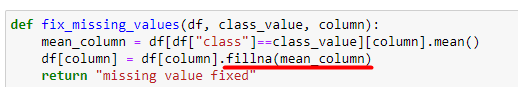 def fix_missing_values(df, class_value, column):
    mean_column = df[df["class"]==class_value][column].mean()
    df[column] = df[column].fillna(mean_column)
    return "missing value fixed"